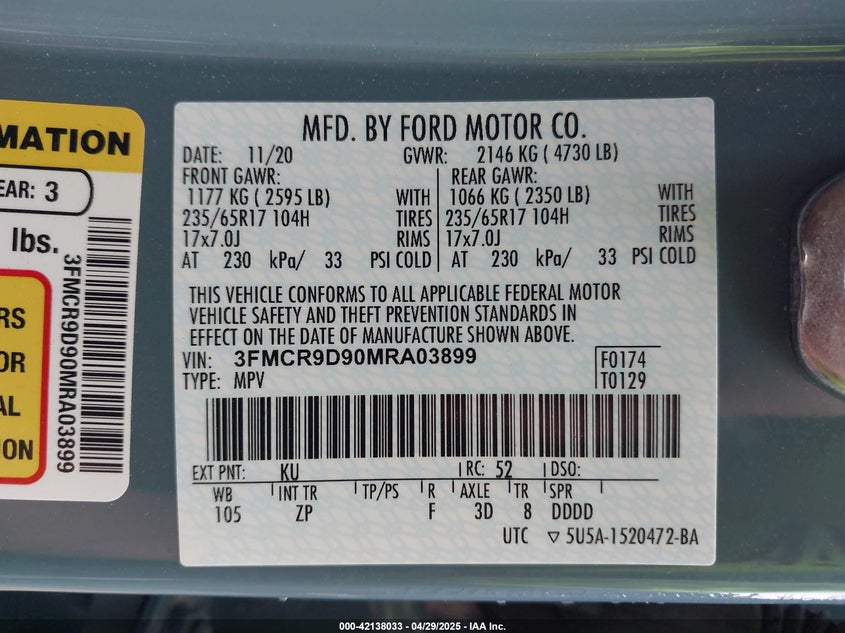 MATION
EAR: 3
lbs.
RS
OR
AL
ION
3FMCR9D90MRA03899
MFD. BY FORD MOTOR CO.
DATE: 11/20 GVWR: 2146 KG ( 4730 LB)
FRONT GAWR: REAR GAWR:
1177 KG ( 2595 LB) WITH 1066 KG ( 2350 LB) WITH
235/65R17 104H TIRES 235/65R17 104H TIRES
17x7.0J RIMS 17x7.0J RIMS
AT 230 kPa/ 33 PSI COLD AT 230 kPa/ 33 PSI COLD
THIS VEHICLE CONFORMS TO ALL APPLICABLE FEDERAL MOTOR
VEHICLE SAFETY AND THEFT PREVENTION STANDARDS IN
EFFECT ON THE DATE OF MANUFACTURE SHOWN ABOVE.
VIN: 3FMCR9D90MRA03899 F0174
TYPE: MPV T0129
EXT PNT: KU RC: 52 DSO:
WB INT TR TP/PS R AXLE TR SPR
105 ZP F 3D 8 DDDD
UTC ▽ 5U5A-1520472-BA
000-42138033 - 04/29/2025 - IAA Inc.